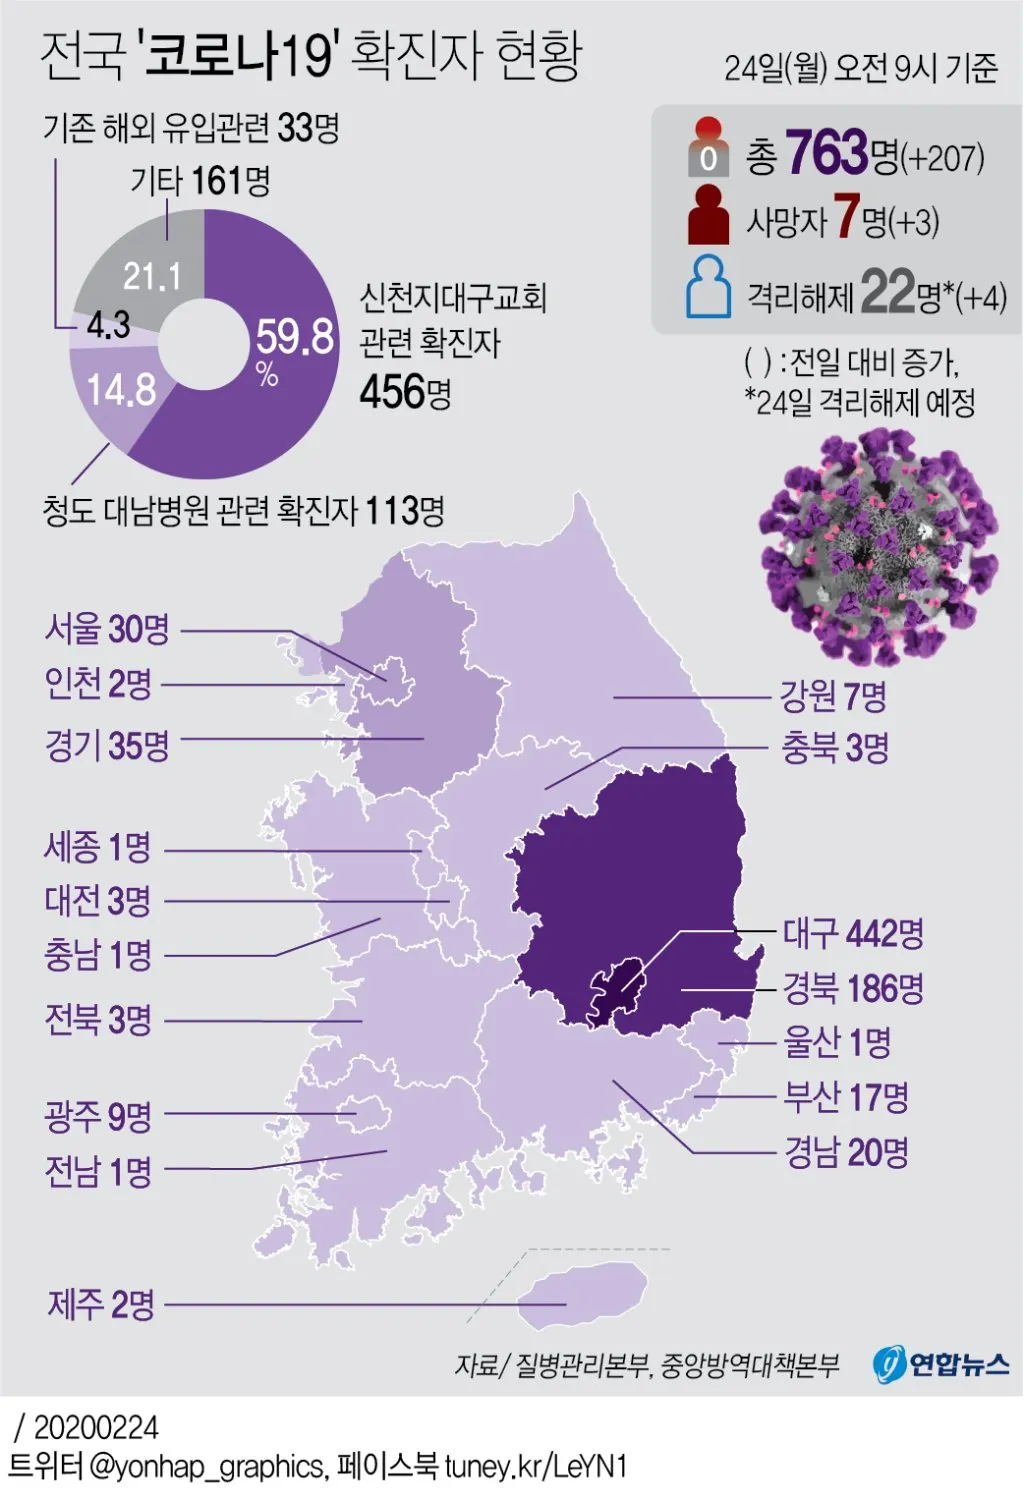 전국 '코로나19' 확진자 현황
24일(월) 오전 9시 기준
기존 해외 유입관련 33명
기타 161명
21.1
4.3
14.8
59.8
%
신천지대구교회
관련 확진자
456명
청도 대남병원 관련 확진자 113명
0
총 763명(+207)
사망자 7명(+3)
격리해제 22명*(+4)
( ) : 전일 대비 증가,
*24일 격리해제 예정
서울 30명
인천 2명
경기 35명
세종 1명
대전 3명
충남 1명
전북 3명
광주 9명
전남 1명
제주 2명
강원 7명
충북 3명
대구 442명
경북 186명
울산 1명
부산 17명
경남 20명
자료/ 질병관리본부, 중앙방역대책본부
y 연합뉴스
/ 20200224
트위터 @yonhap_graphics, 페이스북 tuney.kr/LeYN1